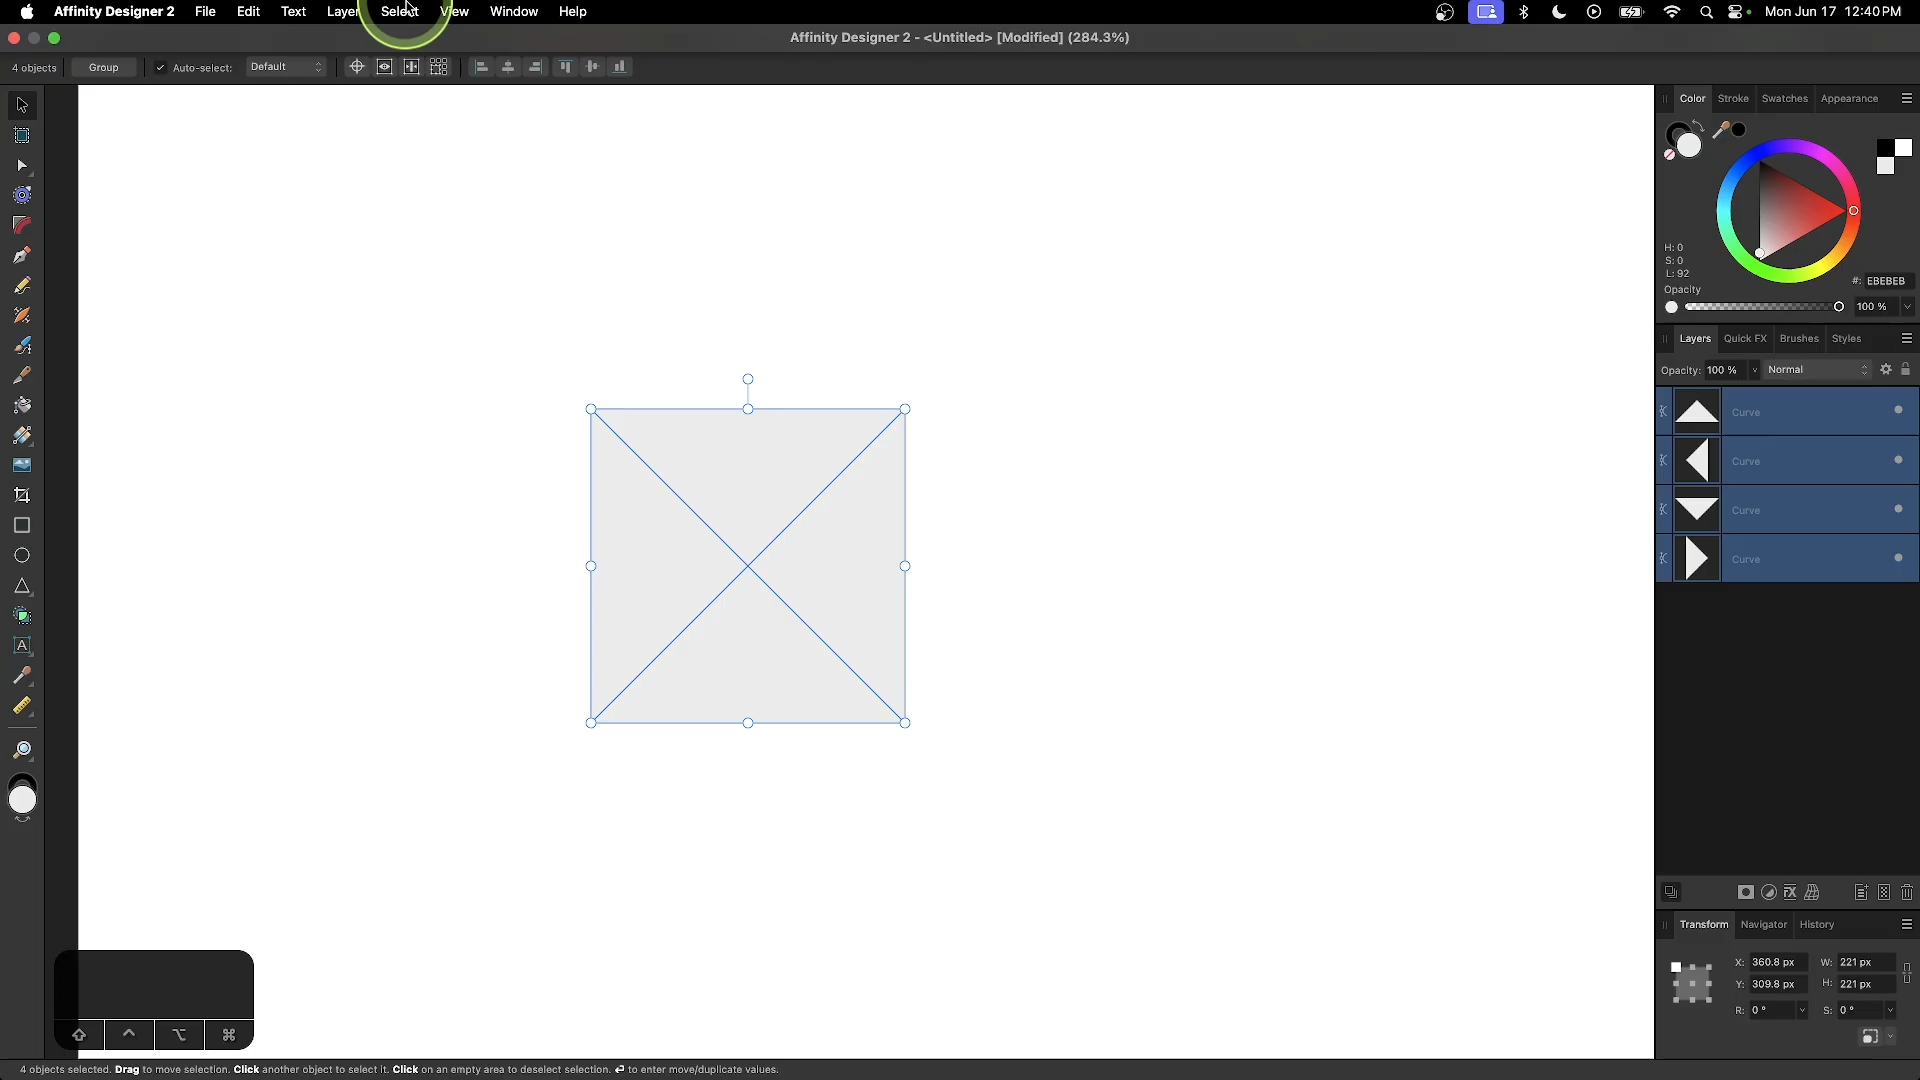 Affinity Designer 2 File Edit Text Layer Select View Window Help Mon Jun 17 12:40 PM
Affinity Designer 2 - <Untitled> [Modified] (284.3%)
4 objects Group Auto-select: Default
Color Stroke Swatches Appearance
H: 0
S: 0
L: 92
#: EBEBEB
Opacity
100 %
Layers Quick FX Brushes Styles
Opacity: 100 % Normal
Curve
Curve
Curve
Curve
Transform Navigator History
X: 360.8 px W: 221 px
Y: 309.8 px H: 221 px
R: 0 ° S: 0 °
4 objects selected. Drag to move selection. Click another object to select it. Click on an empty area to deselect selection. ⏎ to enter move/duplicate values.